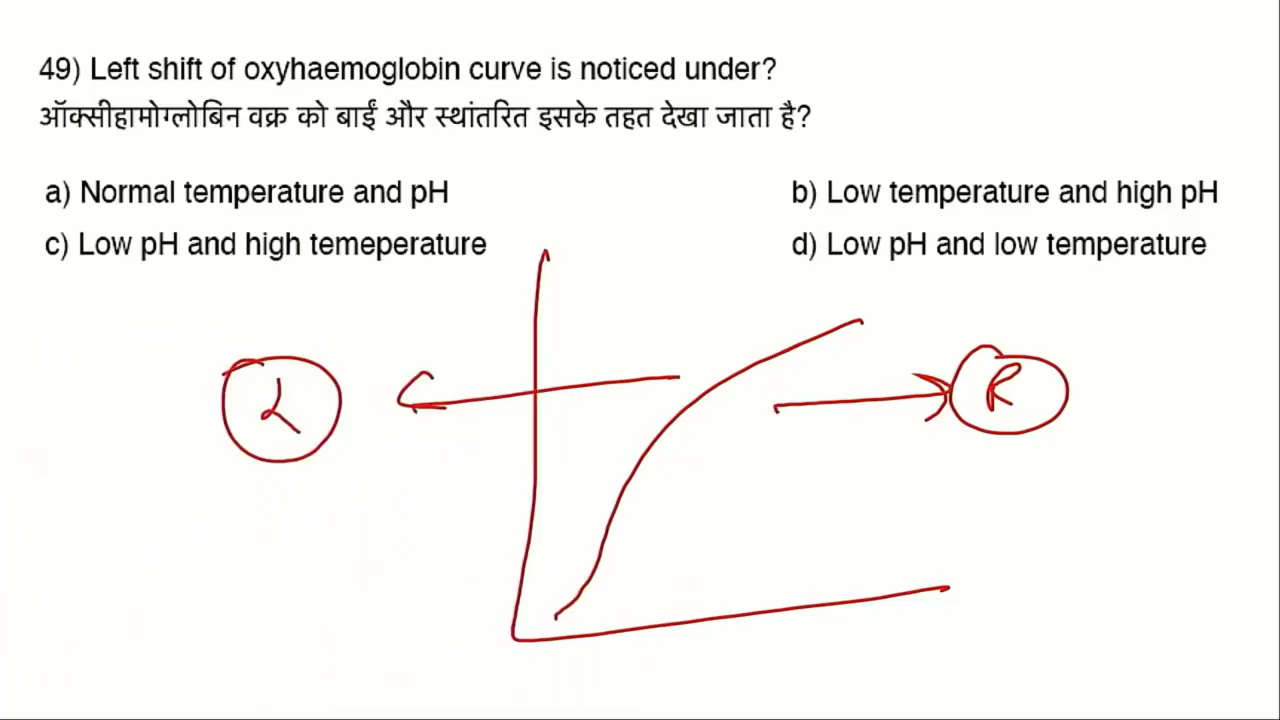 49) Left shift of oxyhaemoglobin curve is noticed under?
ऑक्सीहामोग्लोबिन वक्र को बाईं और स्थांतरित इसके तहत देखा जाता है?
a) Normal temperature and pH
b) Low temperature and high pH
c) Low pH and high temeperature
d) Low pH and low temperature
L
R